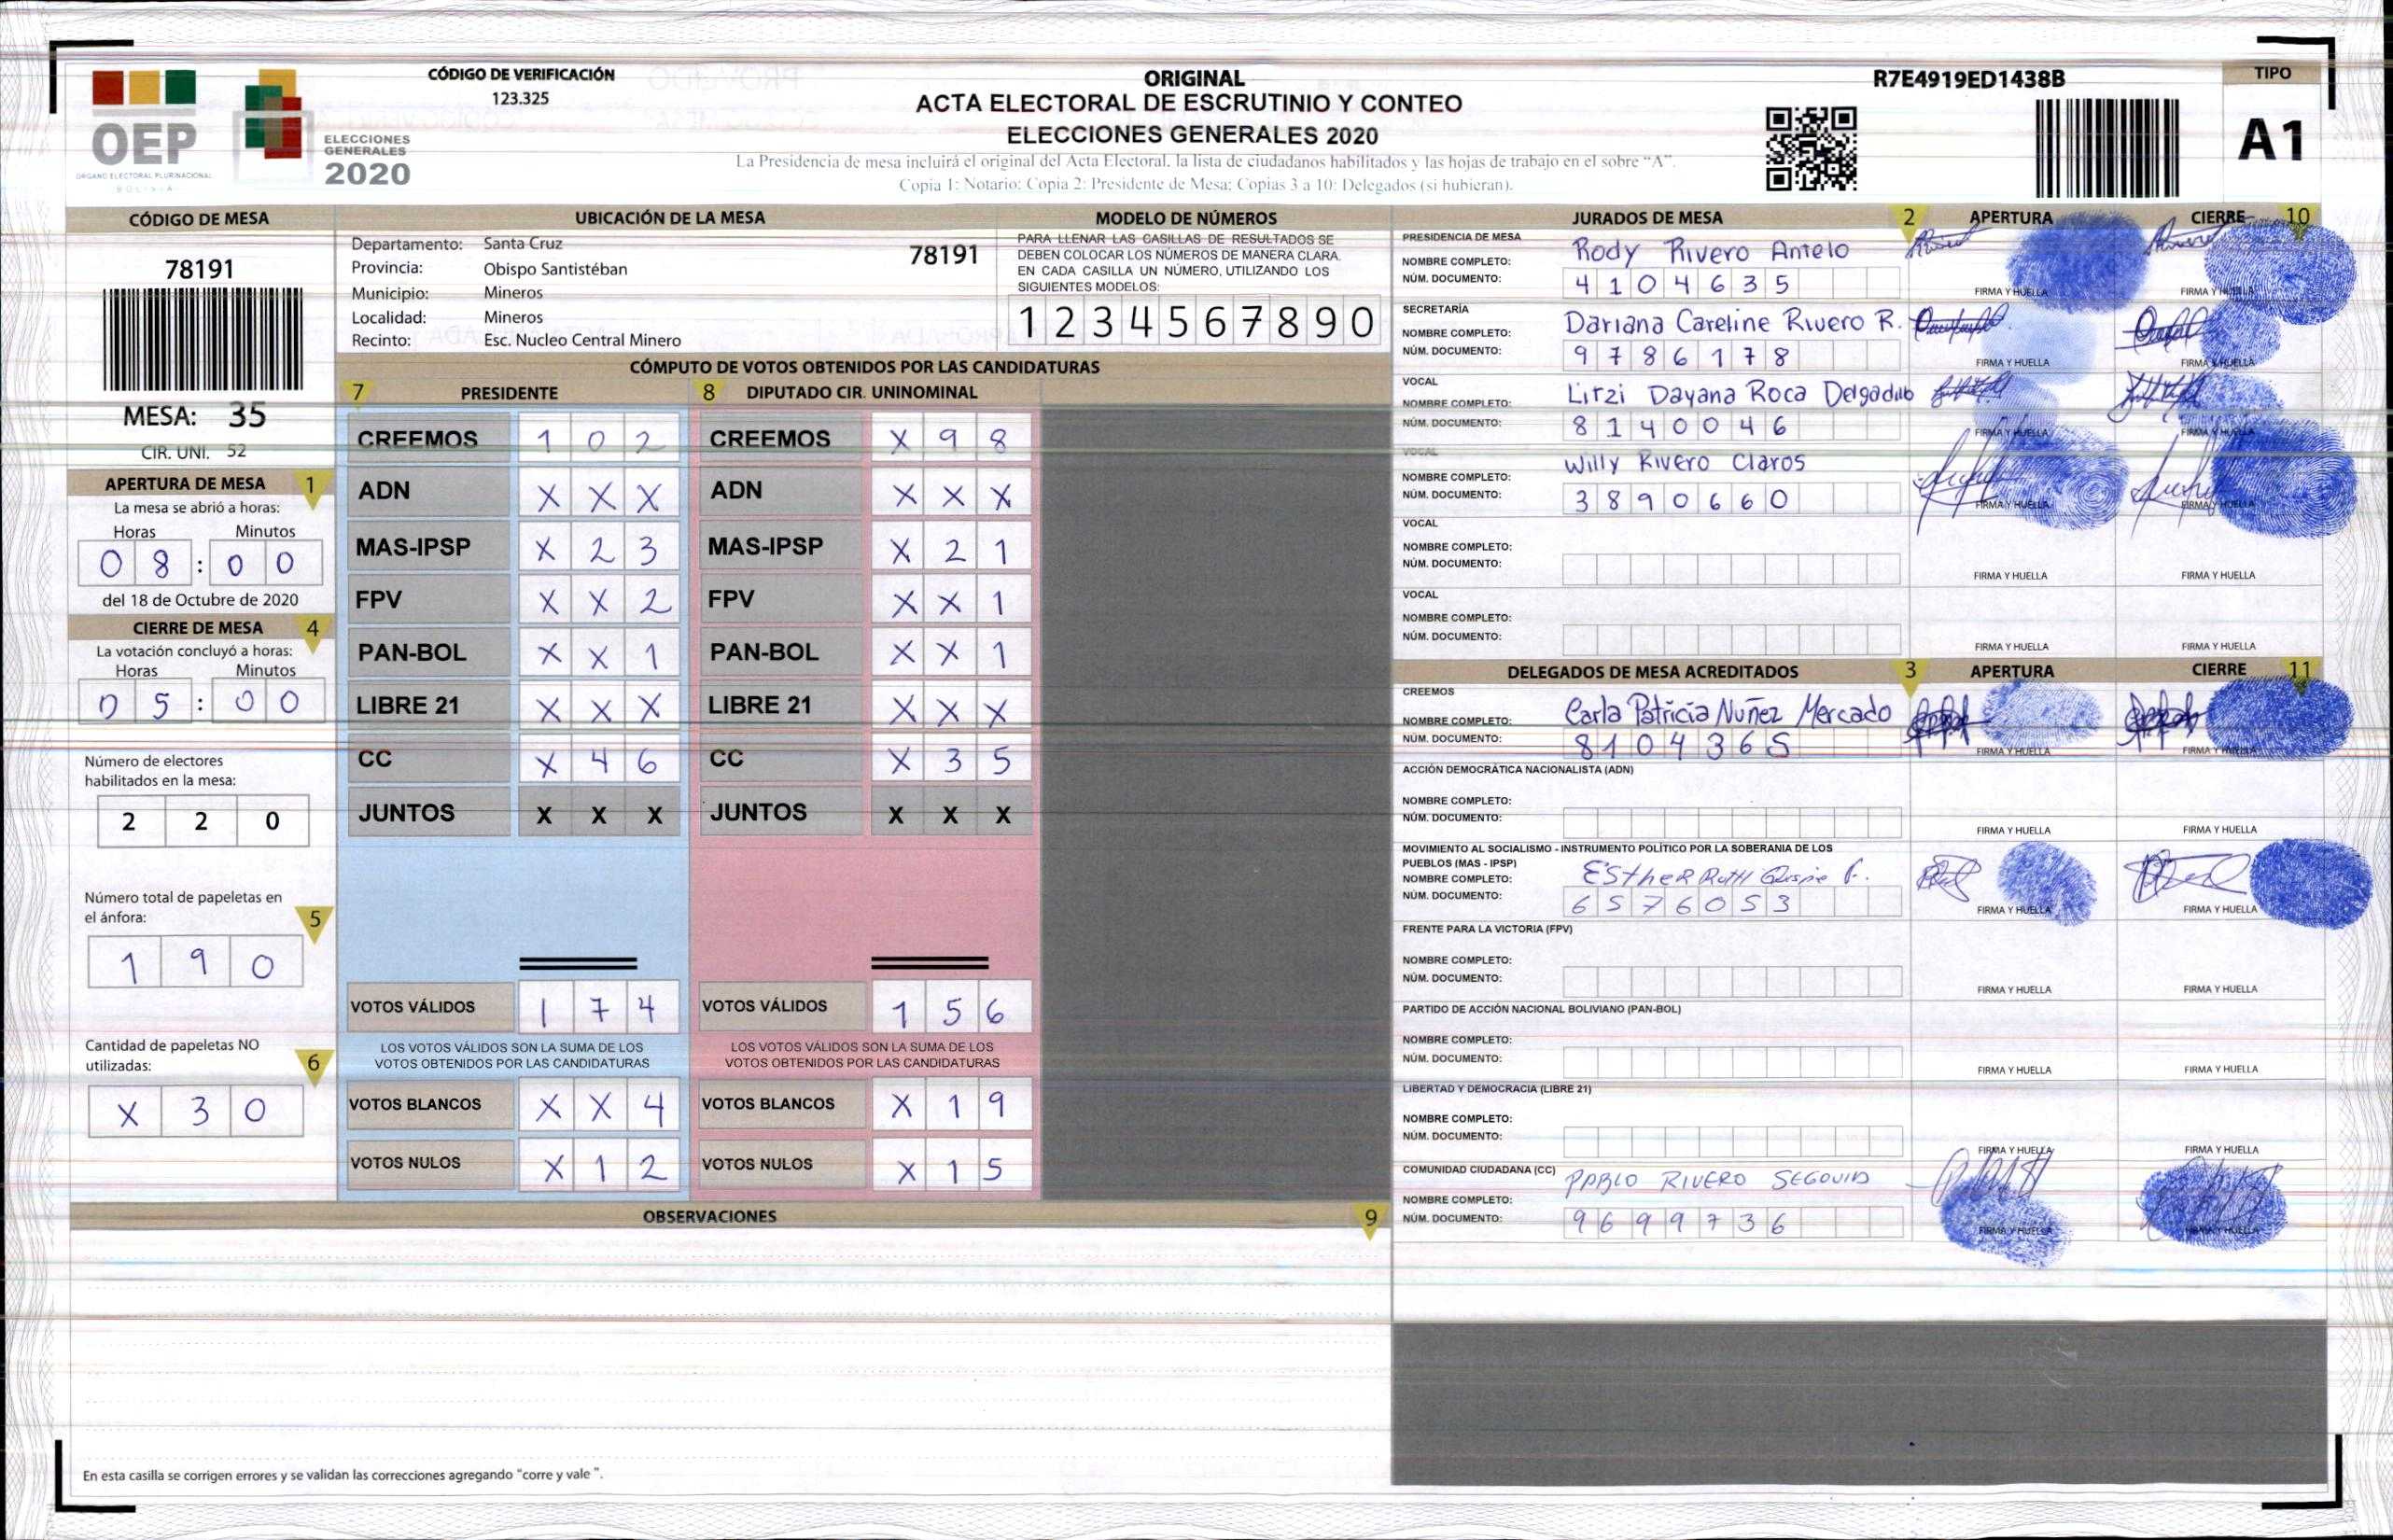 CÓDIGO DE VERIFICACIÓN
123.325
OEP
ÓRGANO ELECTORAL PLURINACIONAL
BOLIVIA
ELECCIONES
GENERALES
2020
ORIGINAL
ACTA ELECTORAL DE ESCRUTINIO Y CONTEO
ELECCIONES GENERALES 2020
La Presidencia de mesa incluirá el original del Acta Electoral, la lista de ciudadanos habilitados y las hojas de trabajo en el sobre “A”.
Copia 1: Notario; Copia 2: Presidente de Mesa; Copias 3 a 10: Delegados (si hubieran).
R7E4919ED1438B
TIPO
A1
CÓDIGO DE MESA
78191
MESA: 35
CIR. UNI. 52
APERTURA DE MESA 1
La mesa se abrió a horas:
Horas Minutos
0 8 : 0 0
del 18 de Octubre de 2020
CIERRE DE MESA 4
La votación concluyó a horas:
Horas Minutos
0 5 : 0 0
Número de electores
habilitados en la mesa:
2 2 0
Número total de papeletas en
el ánfora: 5
1 9 0
Cantidad de papeletas NO
utilizadas: 6
X 3 0
UBICACIÓN DE LA MESA
Departamento: Santa Cruz 78191
Provincia: Obispo Santistéban
Municipio: Mineros
Localidad: Mineros
Recinto: Esc. Nucleo Central Minero
MODELO DE NÚMEROS
PARA LLENAR LAS CASILLAS DE RESULTADOS SE
DEBEN COLOCAR LOS NÚMEROS DE MANERA CLARA.
EN CADA CASILLA UN NÚMERO, UTILIZANDO LOS
SIGUIENTES MODELOS:
1 2 3 4 5 6 7 8 9 0
CÓMPUTO DE VOTOS OBTENIDOS POR LAS CANDIDATURAS
7 PRESIDENTE 8 DIPUTADO CIR. UNINOMINAL
CREEMOS 1 0 2 CREEMOS X 9 8
ADN X X X ADN X X X
MAS-IPSP X 2 3 MAS-IPSP X 2 1
FPV X X 2 FPV X X 1
PAN-BOL X X 1 PAN-BOL X X 1
LIBRE 21 X X X LIBRE 21 X X X
CC X 4 6 CC X 3 5
JUNTOS X X X JUNTOS X X X
VOTOS VÁLIDOS 1 7 4 VOTOS VÁLIDOS 1 5 6
LOS VOTOS VÁLIDOS SON LA SUMA DE LOS LOS VOTOS VÁLIDOS SON LA SUMA DE LOS
VOTOS OBTENIDOS POR LAS CANDIDATURAS VOTOS OBTENIDOS POR LAS CANDIDATURAS
VOTOS BLANCOS X X 4 VOTOS BLANCOS X 1 9
VOTOS NULOS X 1 2 VOTOS NULOS X 1 5
OBSERVACIONES 9
En esta casilla se corrigen errores y se validan las correcciones agregando “corre y vale ”.
JURADOS DE MESA 2 APERTURA CIERRE 10
PRESIDENCIA DE MESA
NOMBRE COMPLETO: Rody Rivero Antelo
NÚM. DOCUMENTO: 4 1 0 4 6 3 5
FIRMA Y HUELLA FIRMA Y HUELLA
SECRETARÍA
NOMBRE COMPLETO: Dariana Careline Rivero R.
NÚM. DOCUMENTO: 9 7 8 6 1 7 8
FIRMA Y HUELLA FIRMA Y HUELLA
VOCAL
NOMBRE COMPLETO: Litzi Dayana Roca Delgadillo
NÚM. DOCUMENTO: 8 1 4 0 0 4 6
FIRMA Y HUELLA FIRMA Y HUELLA
VOCAL
NOMBRE COMPLETO: Willy Rivero Claros
NÚM. DOCUMENTO: 3 8 9 0 6 6 0
FIRMA Y HUELLA FIRMA Y HUELLA
VOCAL
NOMBRE COMPLETO:
NÚM. DOCUMENTO:
FIRMA Y HUELLA FIRMA Y HUELLA
VOCAL
NOMBRE COMPLETO:
NÚM. DOCUMENTO:
FIRMA Y HUELLA FIRMA Y HUELLA
DELEGADOS DE MESA ACREDITADOS 3 APERTURA CIERRE 11
CREEMOS
NOMBRE COMPLETO: Carla Patricia Nuñez Mercado
NÚM. DOCUMENTO: 8 1 0 4 3 6 5
FIRMA Y HUELLA FIRMA Y HUELLA
ACCIÓN DEMOCRÁTICA NACIONALISTA (ADN)
NOMBRE COMPLETO:
NÚM. DOCUMENTO:
FIRMA Y HUELLA FIRMA Y HUELLA
MOVIMIENTO AL SOCIALISMO - INSTRUMENTO POLÍTICO POR LA SOBERANIA DE LOS
PUEBLOS (MAS - IPSP)
NOMBRE COMPLETO: EStheR RutH Quispe
NÚM. DOCUMENTO: 6 5 7 6 0 5 3
FIRMA Y HUELLA FIRMA Y HUELLA
FRENTE PARA LA VICTORIA (FPV)
NOMBRE COMPLETO:
NÚM. DOCUMENTO:
FIRMA Y HUELLA FIRMA Y HUELLA
PARTIDO DE ACCIÓN NACIONAL BOLIVIANO (PAN-BOL)
NOMBRE COMPLETO:
NÚM. DOCUMENTO:
FIRMA Y HUELLA FIRMA Y HUELLA
LIBERTAD Y DEMOCRACIA (LIBRE 21)
NOMBRE COMPLETO:
NÚM. DOCUMENTO:
FIRMA Y HUELLA FIRMA Y HUELLA
COMUNIDAD CIUDADANA (CC)
NOMBRE COMPLETO: PABLO RIVERO SEGOVIA
NÚM. DOCUMENTO: 9 6 9 9 7 3 6
FIRMA Y HUELLA FIRMA Y HUELLA